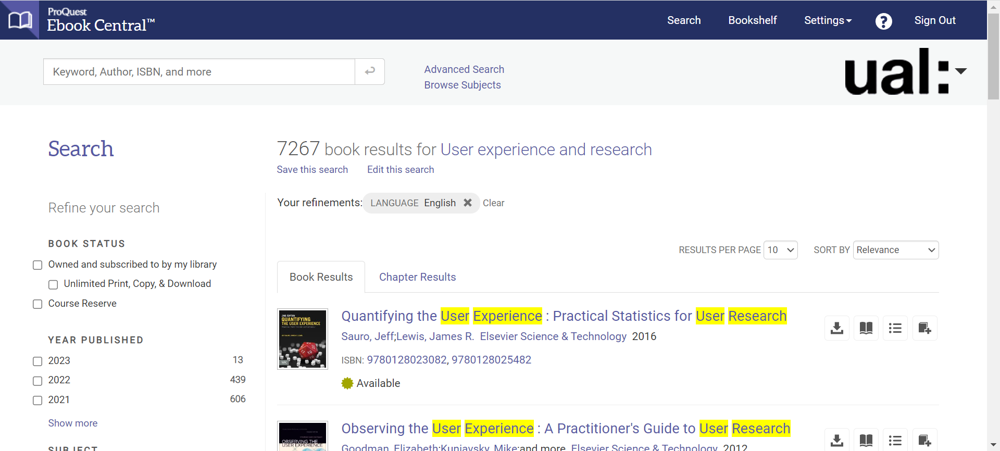 ProQuest
Ebook Central™
Search
Bookshelf
Settings
?
Sign Out
Keyword, Author, ISBN, and more
Advanced Search
Browse Subjects
ual:
Search
7267 book results for User experience and research
Save this search
Edit this search
Refine your search
Your refinements: LANGUAGE English ✖ Clear
BOOK STATUS
Owned and subscribed to by my library
Unlimited Print, Copy, & Download
Course Reserve
RESULTS PER PAGE 10
SORT BY Relevance
Book Results
Chapter Results
YEAR PUBLISHED
2023 13
2022 439
2021 606
Show more
SUBJECT
2ND EDITION
QUANTIFYING
THE USER EXPERIENCE
MK
Quantifying the User Experience : Practical Statistics for User Research
Sauro, Jeff;Lewis, James R. Elsevier Science & Technology 2016
ISBN: 9780128023082, 9780128025482
Available
OBSERVING THE
USER EXPERIENCE
Observing the User Experience : A Practitioner's Guide to User Research
Goodman, Elizabeth;Kuniavsky, Mike;and more Elsevier Science & Technology 2012